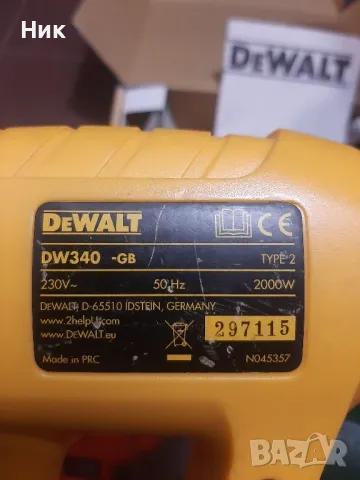 Ник
DEWALT
DEWALT
DW340 -GB
TYPE 2
230V~ 50 Hz 2000W
DEWALT, D-65510 IDSTEIN, GERMANY
www.2helpU.com
www.DEWALT.eu
297115
Made in PRC
N045357
BAZAR
bg